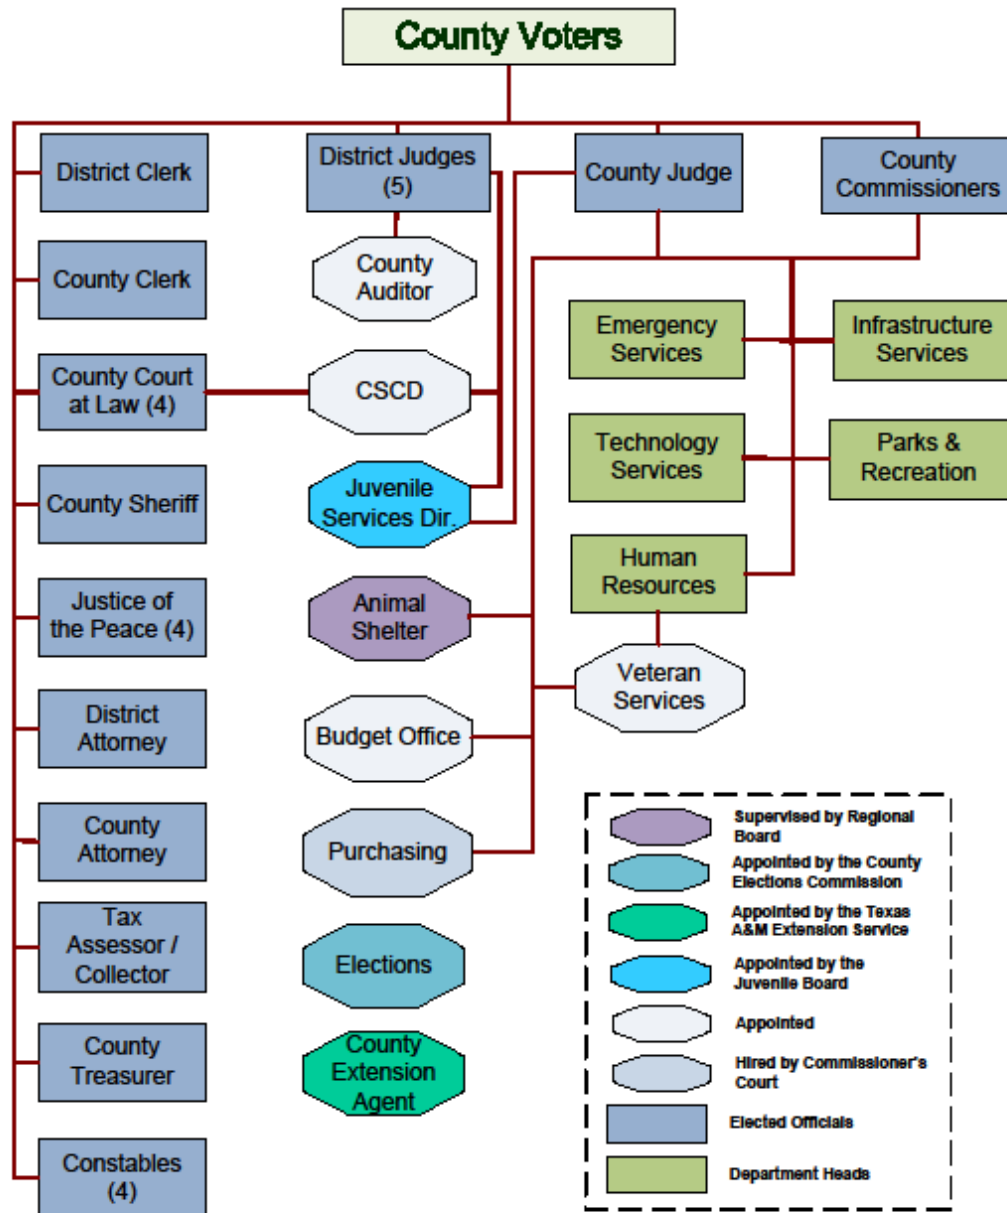 County Voters
District Clerk
District Judges
(5)
County Judge
County
Commissioners
County Clerk
County
Auditor
Emergency
Services
Infrastructure
Services
County Court
at Law (4)
CSCD
Technology
Services
Parks &
Recreation
County Sheriff
Juvenile
Services Dir.
Human
Resources
Justice of
the Peace (4)
Animal
Shelter
Veteran
Services
District
Attorney
Budget Office
County
Attorney
Purchasing
Tax
Assessor /
Collector
Elections
County
Treasurer
County
Extension
Agent
Constables
(4)
Supervised by Regional
Board
Appointed by the County
Elections Commission
Appointed by the Texas
A&M Extension Service
Appointed by the
Juvenile Board
Appointed
Hired by Commissioner's
Court
Elected Officials
Department Heads